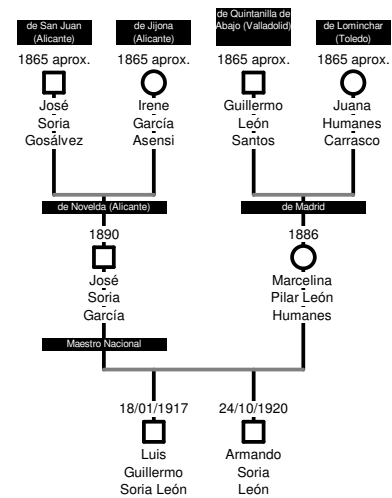 de San Juan
(Alicante)
de Jijona
(Alicante)
de Quintanilla de
Abajo (Valladolid)
de Lominchar
(Toledo)
1865 aprox.
1865 aprox.
1865 aprox.
1865 aprox.
José
Soria
Gosálvez
Irene
García
Asensi
Guillermo
León
Santos
Juana
Humanes
Carrasco
de Novelda (Alicante)
de Madrid
1890
1886
José
Soria
García
Marcelina
Pilar León
Humanes
Maestro Nacional
18/01/1917
24/10/1920
Luis
Guillermo
Soria León
Armando
Soria
León